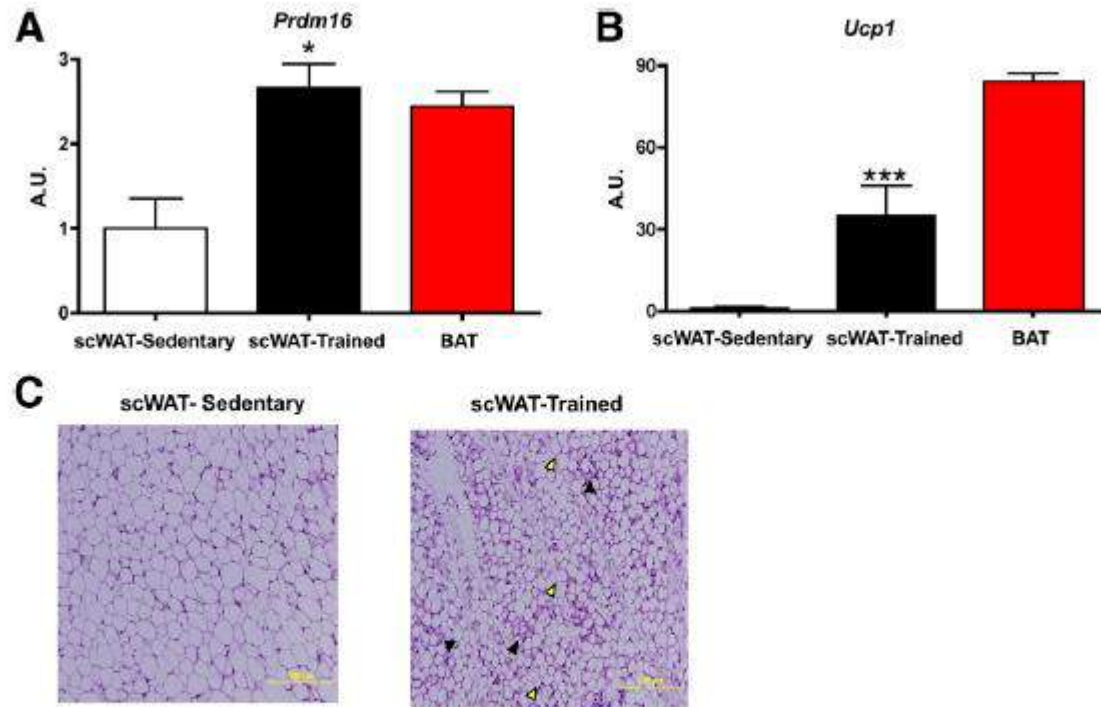 A
Prdm16
*
3
2
1
0
A.U.
scWAT-Sedentary
scWAT-Trained
BAT
B
Ucp1
***
90
60
30
0
A.U.
scWAT-Sedentary
scWAT-Trained
BAT
C
scWAT- Sedentary
scWAT-Trained